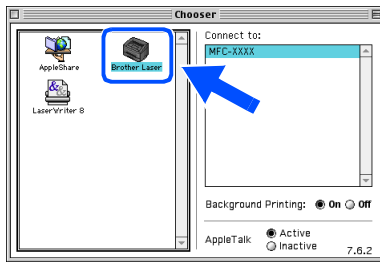 Chooser
Connect to:
MFC-XXXX
AppleShare
Brother Laser
LaserWriter 8
Background Printing: On Off
AppleTalk
Active
Inactive
7.6.2